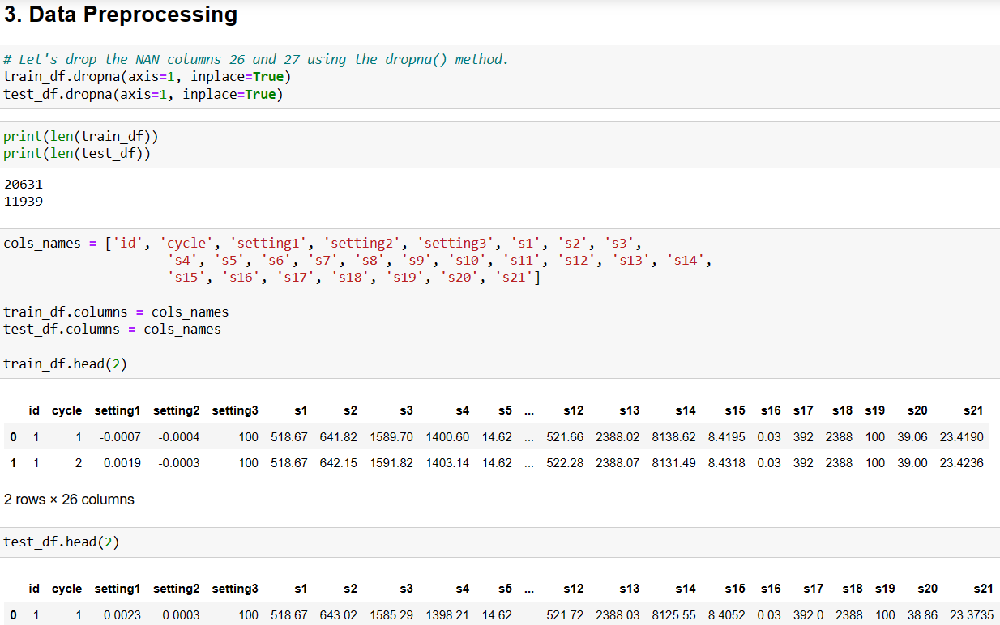 3. Data Preprocessing
# Let's drop the NAN columns 26 and 27 using the dropna() method.
train_df.dropna(axis=1, inplace=True)
test_df.dropna(axis=1, inplace=True)
print(len(train_df))
print(len(test_df))
20631
11939
cols_names = ['id', 'cycle', 'setting1', 'setting2', 'setting3', 's1', 's2', 's3',
's4', 's5', 's6', 's7', 's8', 's9', 's10', 's11', 's12', 's13', 's14',
's15', 's16', 's17', 's18', 's19', 's20', 's21']
train_df.columns = cols_names
test_df.columns = cols_names
train_df.head(2)
id cycle setting1 setting2 setting3 s1 s2 s3 s4 s5 ... s12 s13 s14 s15 s16 s17 s18 s19 s20 s21
0 1 1 -0.0007 -0.0004 100 518.67 641.82 1589.70 1400.60 14.62 ... 521.66 2388.02 8138.62 8.4195 0.03 392 2388 100 39.06 23.4190
1 1 2 0.0019 -0.0003 100 518.67 642.15 1591.82 1403.14 14.62 ... 522.28 2388.07 8131.49 8.4318 0.03 392 2388 100 39.00 23.4236
2 rows × 26 columns
test_df.head(2)
id cycle setting1 setting2 setting3 s1 s2 s3 s4 s5 ... s12 s13 s14 s15 s16 s17 s18 s19 s20 s21
0 1 1 0.0023 0.0003 100 518.67 643.02 1585.29 1398.21 14.62 ... 521.72 2388.03 8125.55 8.4052 0.03 392.0 2388 100 38.86 23.3735